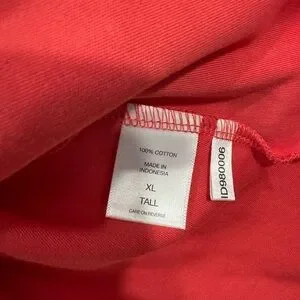 100% COTTON
MADE IN
INDONESIA
XL
TALL
CARE ON REVERSE
ID980006